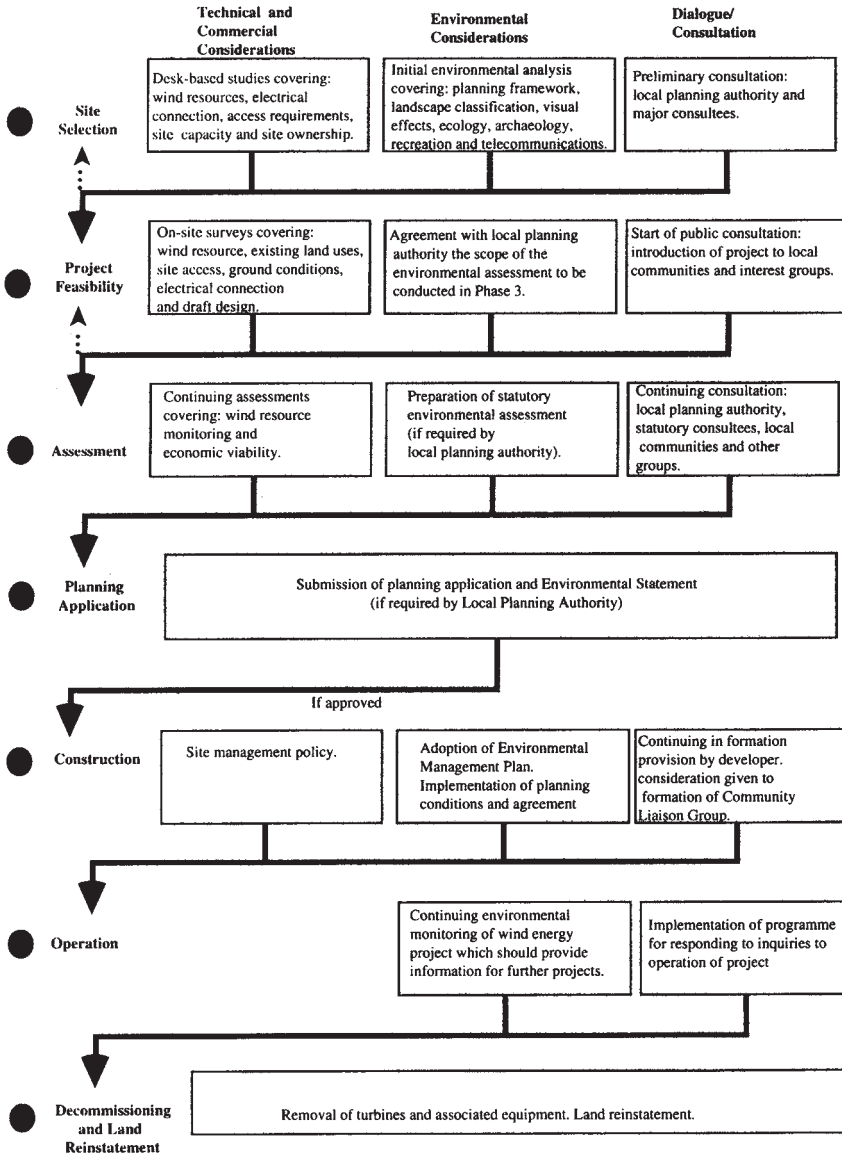 Technical and
Commercial
Considerations
Environmental
Considerations
Dialogue/
Consultation
Site
Selection
Desk-based studies covering:
wind resources, electrical
connection, access requirements,
site capacity and site ownership.
Initial environmental analysis
covering: planning framework,
landscape classification, visual
effects, ecology, archaeology,
recreation and telecommunications.
Preliminary consultation:
local planning authority and
major consultees.
Project
Feasibility
On-site surveys covering:
wind resource, existing land uses,
site access, ground conditions,
electrical connection
and draft design.
Agreement with local planning
authority the scope of the
environmental assessment to be
conducted in Phase 3.
Start of public consultation:
introduction of project to local
communities and interest groups.
Assessment
Continuing assessments
covering: wind resource
monitoring and
economic viability.
Preparation of statutory
environmental assessment
(if required by
local planning authority).
Continuing consultation:
local planning authority,
statutory consultees, local
communities and other
groups.
Planning
Application
Submission of planning application and Environmental Statement
(if required by Local Planning Authority)
If approved
Construction
Site management policy.
Adoption of Environmental
Management Plan.
Implementation of planning
conditions and agreement
Continuing in formation
provision by developer.
consideration given to
formation of Community
Liaison Group.
Operation
Continuing environmental
monitoring of wind energy
project which should provide
information for further projects.
Implementation of programme
for responding to inquiries to
operation of project
Decommissioning
and Land
Reinstatement
Removal of turbines and associated equipment. Land reinstatement.